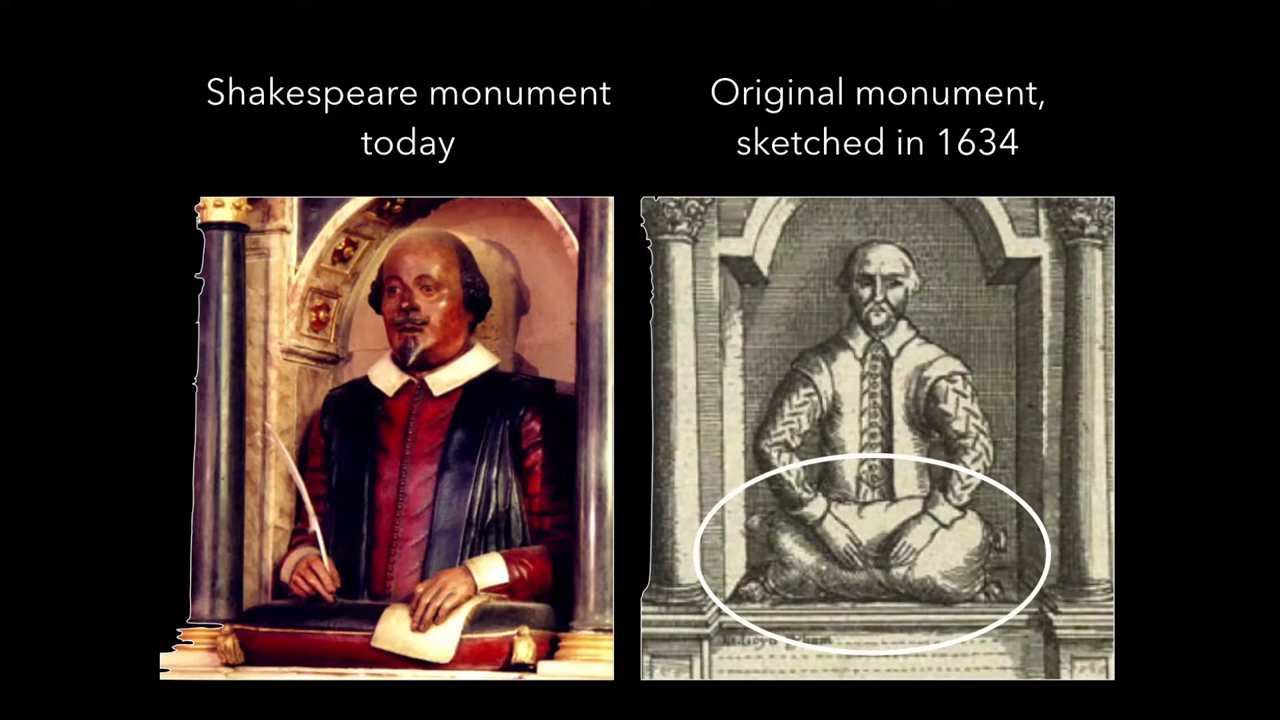 Shakespeare monument
today
Original monument,
sketched in 1634